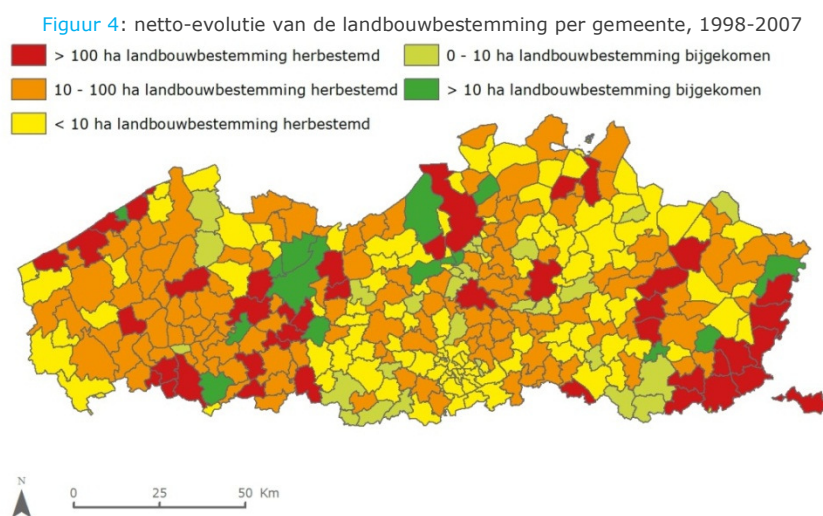 Figuur 4: netto-evolutie van de landbouwbestemming per gemeente, 1998-2007
> 100 ha landbouwbestemming herbestemd
0 - 10 ha landbouwbestemming bijgekomen
10 - 100 ha landbouwbestemming herbestemd
> 10 ha landbouwbestemming bijgekomen
< 10 ha landbouwbestemming herbestemd
N
0 25 50 Km